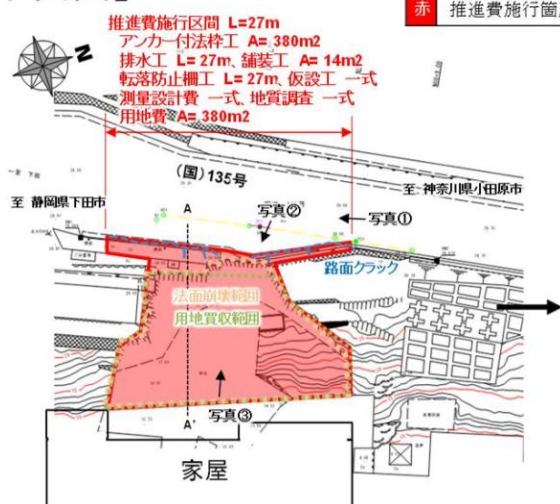 赤 推進費施行箇
推進費施行区間 L=27m
アンカー付法枠工 A= 380m2
排水工 L= 27m、舗装工 A= 14m2
転落防止柵工 L= 27m、仮設工 一式
測量設計費 一式、地質調査 一式
用地費 A= 380m2
N
(国)135号
至 静岡県下田市
至 神奈川県小田原市
A
写真②
写真①
路面クラック
法面崩壊範囲
用地買収範囲
写真③
A'
家屋